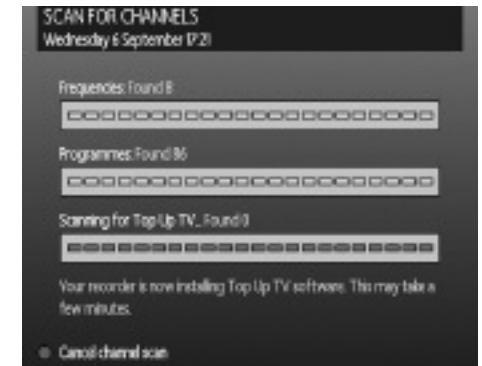 SCAN FOR CHANNELS
Wednesday 6 September 17:21
Frequencies: Found 8
Programmes: Found 86
Scanning for Top Up TV... Found 0
Your recorder is now installing Top Up TV software. This may take a
few minutes.
Cancel channel scan